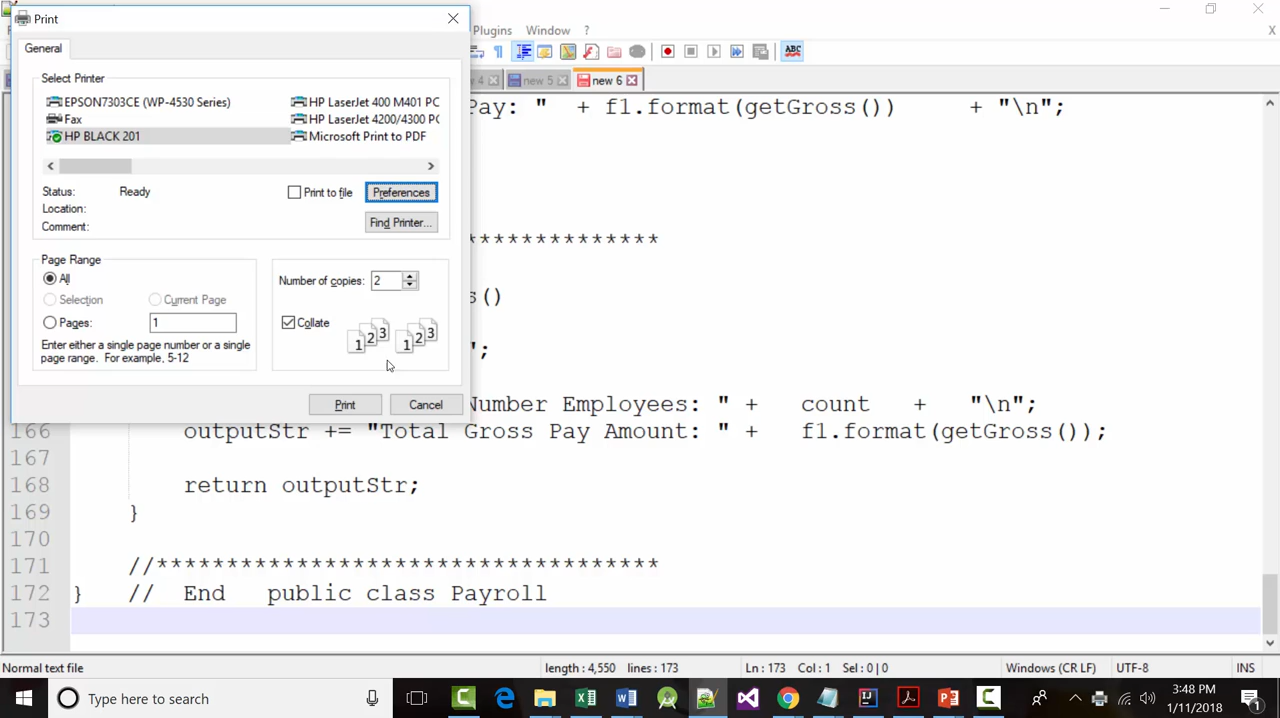 Print
Plugins Window ?
X
General
4 new 5 new 6
Select Printer
EPSON7303CE (WP-4530 Series)
Fax
HP BLACK 201
HP LaserJet 400 M401 PC
HP LaserJet 4200/4300 PC
Microsoft Print to PDF
Status: Ready
Location:
Comment:
Print to file
Preferences
Find Printer...
Page Range
All
Selection
Current Page
Pages: 1
Enter either a single page number or a single
page range. For example, 5-12
Number of copies: 2
Collate
1 2 3 1 2 3
Print
Cancel
Pay: " + f1.format(getGross()) + "\n";
**************
s()
";
Number Employees: " + count + "\n";
166 outputStr += "Total Gross Pay Amount: " + f1.format(getGross());
167
168 return outputStr;
169 }
170
171 //************************************
172 } // End public class Payroll
173
Normal text file length : 4,550 lines : 173 Ln : 173 Col : 1 Sel : 0 | 0 Windows (CR LF) UTF-8 INS
Type here to search
3:48 PM
1/11/2018